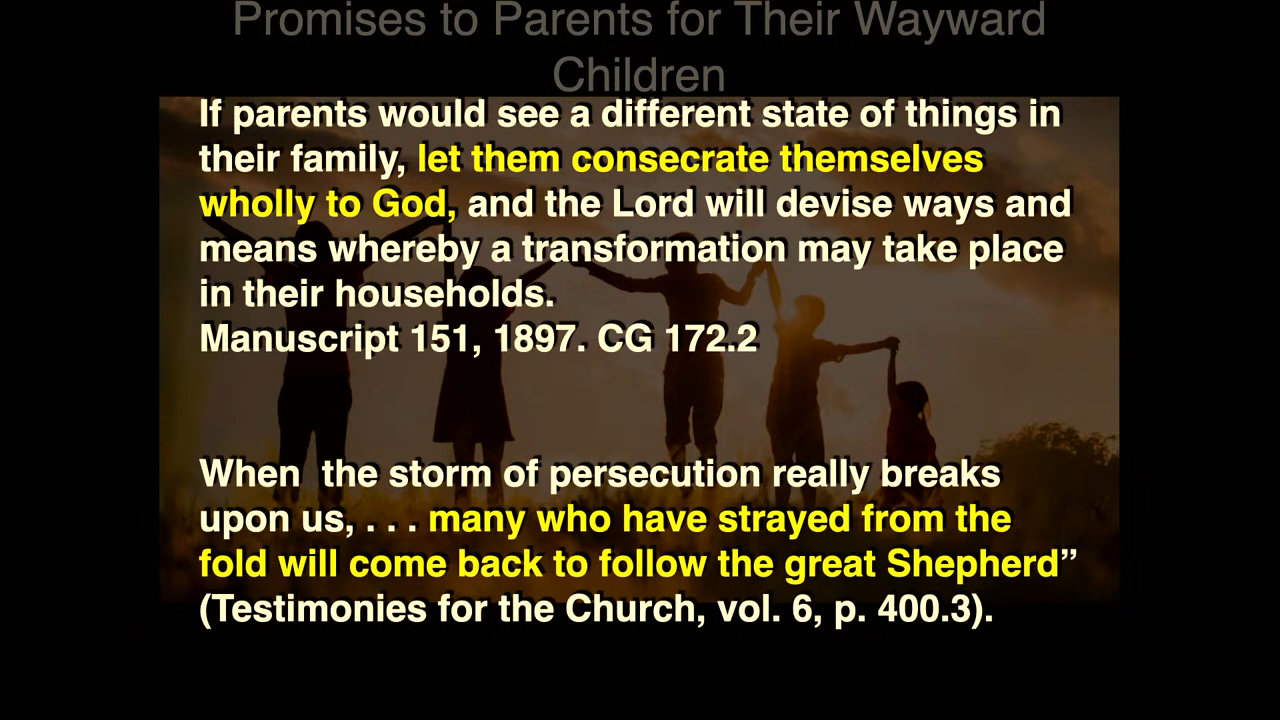 Promises to Parents for Their Wayward
Children
If parents would see a different state of things in
their family, let them consecrate themselves
wholly to God, and the Lord will devise ways and
means whereby a transformation may take place
in their households.
Manuscript 151, 1897. CG 172.2
When  the storm of persecution really breaks
upon us, . . . many who have strayed from the
fold will come back to follow the great Shepherd”
(Testimonies for the Church, vol. 6, p. 400.3).